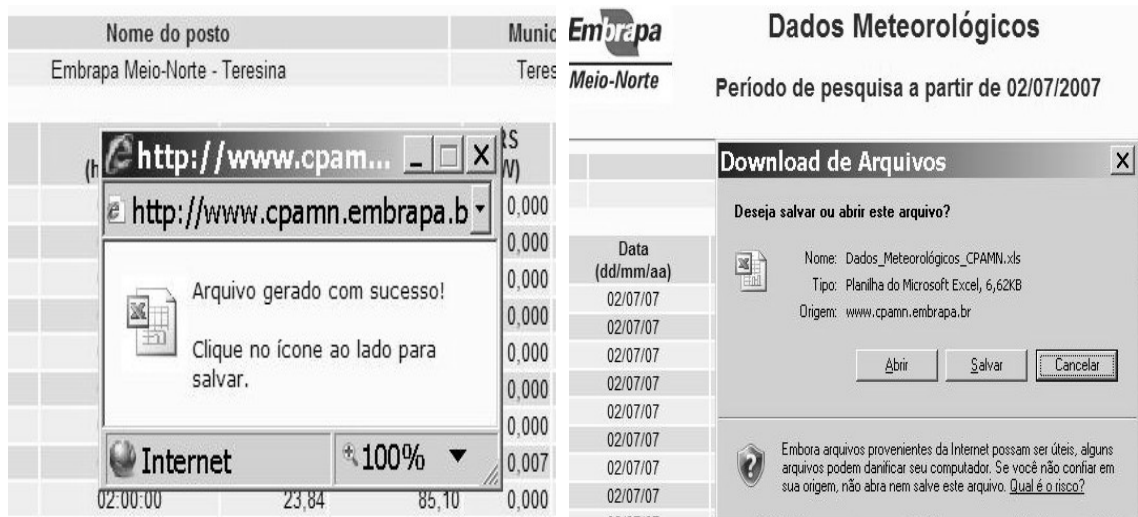 Nome do posto
Munic
Embrapa Meio-Norte - Teresina
Teres
(h
RS
W)
http://www.cpam...
http://www.cpamn.embrapa.b
Arquivo gerado com sucesso!
Clique no ícone ao lado para
salvar.
Internet
100%
0,000
0,000
0,000
0,000
0,000
0,000
0,000
0,007
02:00:00 23,84 85,10 0,000
Embrapa
Meio-Norte
Dados Meteorológicos
Período de pesquisa a partir de 02/07/2007
Data
(dd/mm/aa)
02/07/07
02/07/07
02/07/07
02/07/07
02/07/07
02/07/07
02/07/07
02/07/07
Download de Arquivos
Deseja salvar ou abrir este arquivo?
Nome: Dados_Meteorológicos_CPAMN.xls
Tipo: Planilha do Microsoft Excel, 6,62KB
Origem: www.cpamn.embrapa.br
Abrir Salvar Cancelar
Embora arquivos provenientes da Internet possam ser úteis, alguns
arquivos podem danificar seu computador. Se você não confiar em
sua origem, não abra nem salve este arquivo. Qual é o risco?